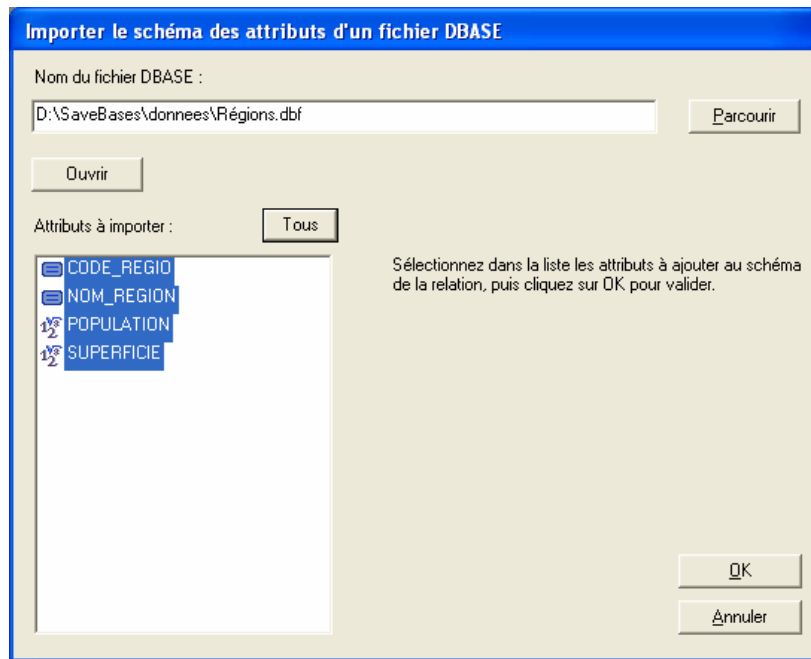 Importer le schéma des attributs d'un fichier DBASE
Nom du fichier DBASE :
D:\SaveBases\donnees\Régions.dbf
Parcourir
Ouvrir
Attributs à importer :
Tous
CODE_REGIO
NOM_REGION
POPULATION
SUPERFICIE
Sélectionnez dans la liste les attributs à ajouter au schéma
de la relation, puis cliquez sur OK pour valider.
OK
Annuler